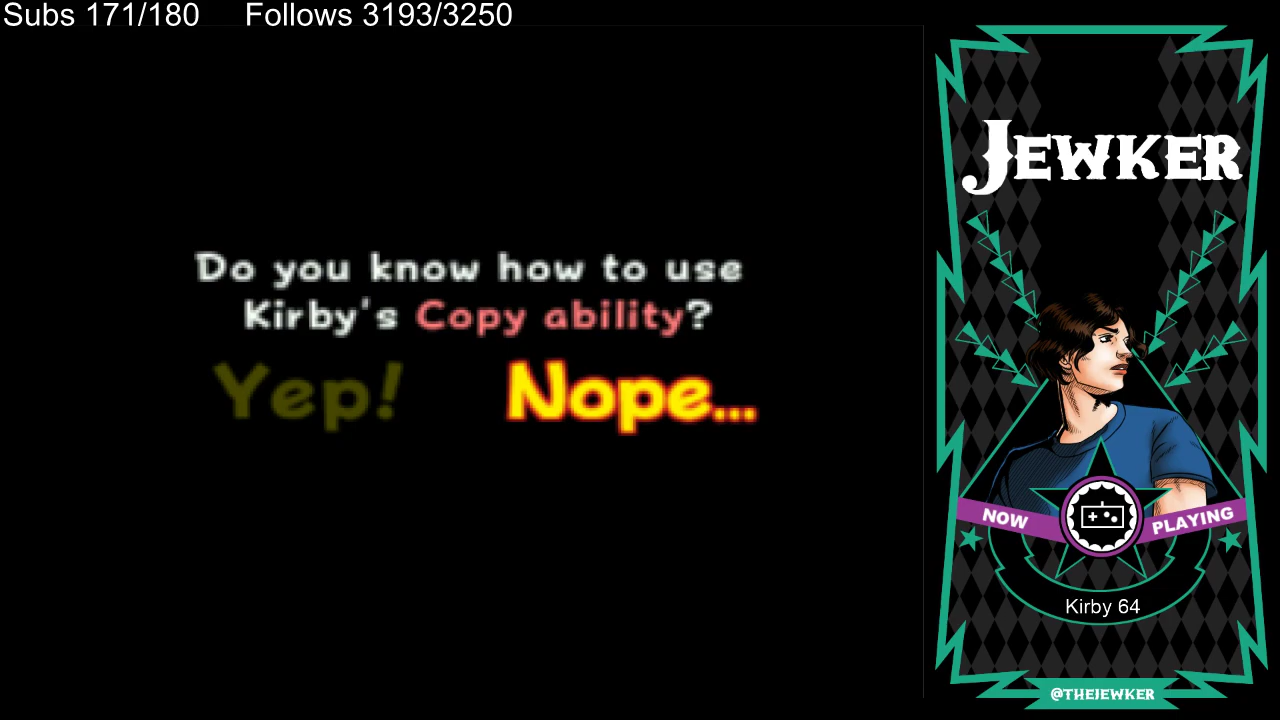 Subs 171/180 Follows 3193/3250
JEWKER
Do you know how to use
Kirby's Copy ability?
Yep! Nope...
NOW PLAYING
Kirby 64
@THEJEWKER